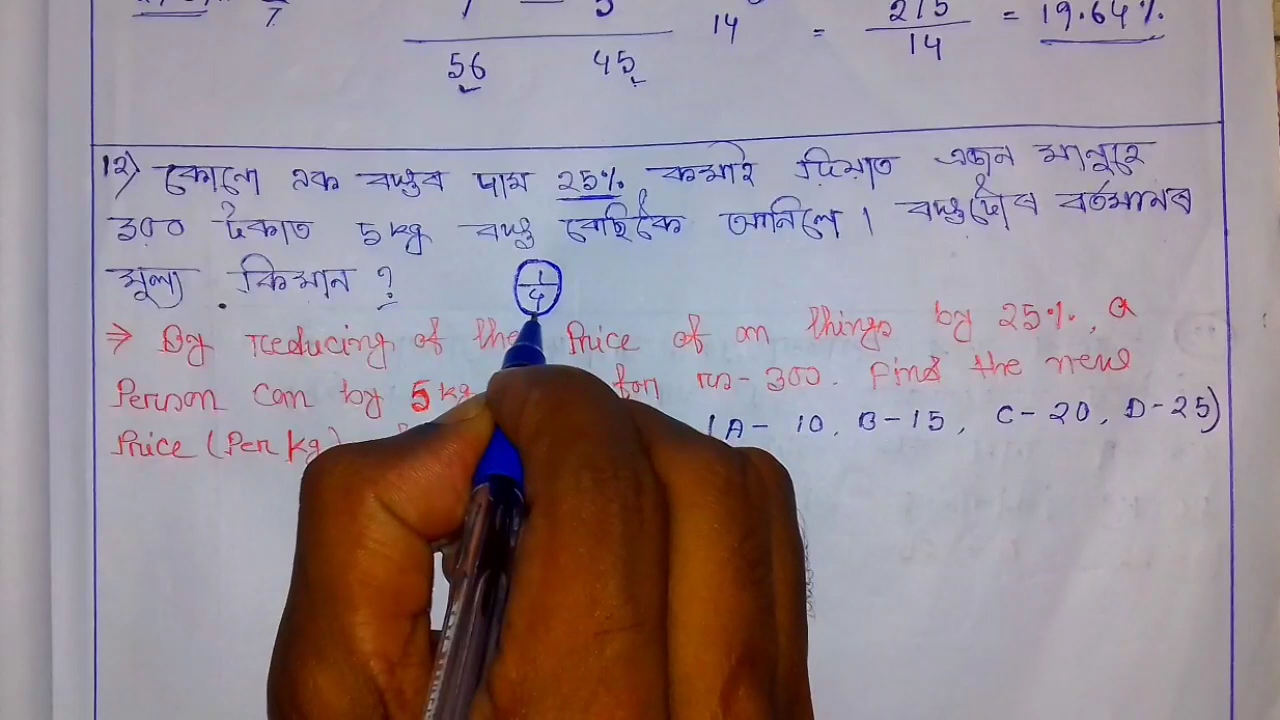 7 5
56 45 14 = 215/14 = 19.64%
12) কোনো এক বস্তুৰ দাম 25% কমাই দিয়াত এজন মানুহে
300 টকাত 5 kg বস্তু বেছিকৈ আনিলে। বস্তুটোৰ বৰ্তমানৰ
মূল্য কিমান ?
1/4
⇒ By reducing of the Price of an things by 25%, a
Person can by 5 kg for rs-300. Find the new
Price (Per kg)
(A- 10, B-15, C-20, D-25)